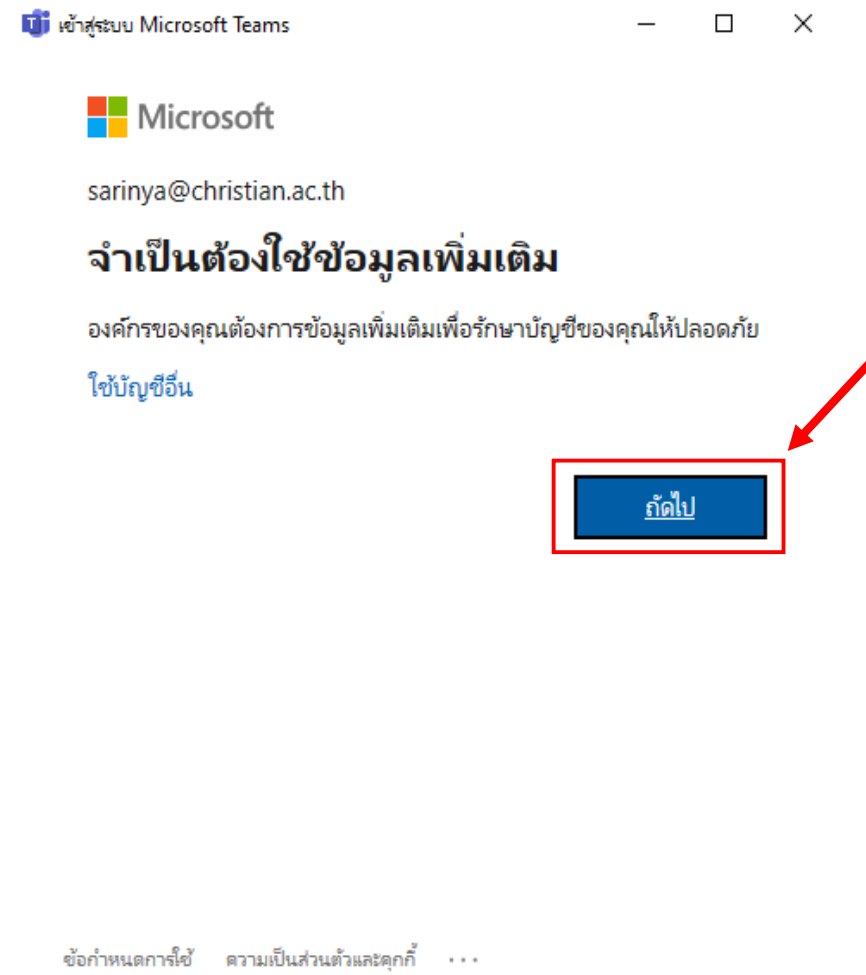 เข้าสู่ระบบ Microsoft Teams
Microsoft
sarinya@christian.ac.th
จำเป็นต้องใช้ข้อมูลเพิ่มเติม
องค์กรของคุณต้องการข้อมูลเพิ่มเติมเพื่อรักษาบัญชีของคุณให้ปลอดภัย
ใช้บัญชีอื่น
ถัดไป
ข้อกำหนดการใช้ ความเป็นส่วนตัวและคุกกี้ ···